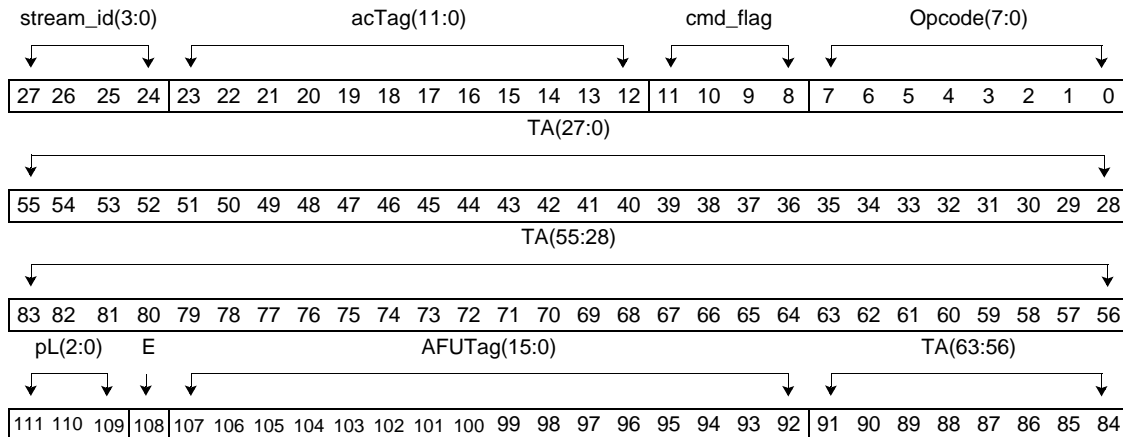 stream_id(3:0) acTag(11:0) cmd_flag Opcode(7:0)
27 26 25 24 23 22 21 20 19 18 17 16 15 14 13 12 11 10 9 8 7 6 5 4 3 2 1 0
TA(27:0)
55 54 53 52 51 50 49 48 47 46 45 44 43 42 41 40 39 38 37 36 35 34 33 32 31 30 29 28
TA(55:28)
83 82 81 80 79 78 77 76 75 74 73 72 71 70 69 68 67 66 65 64 63 62 61 60 59 58 57 56
pL(2:0) E AFUTag(15:0) TA(63:56)
111 110 109 108 107 106 105 104 103 102 101 100 99 98 97 96 95 94 93 92 91 90 89 88 87 86 85 84